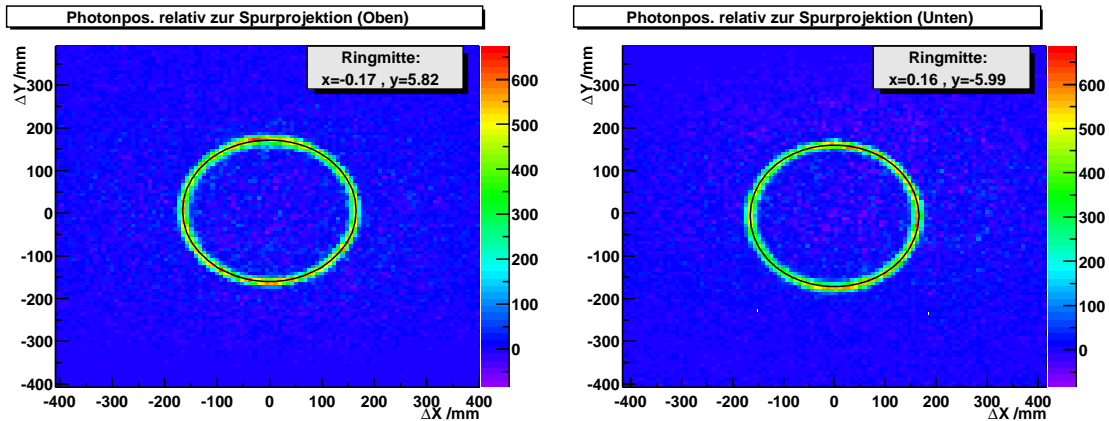 Photonpos. relativ zur Spurprojektion (Oben)
Ringmitte:
x=-0.17 , y=5.82
ΔY /mm
300
200
100
0
-100
-200
-300
-400
-400 -300 -200 -100 0 100 200 300 400
ΔX /mm
600
500
400
300
200
100
0
Photonpos. relativ zur Spurprojektion (Unten)
Ringmitte:
x=0.16 , y=-5.99
ΔY /mm
300
200
100
0
-100
-200
-300
-400
-400 -300 -200 -100 0 100 200 300 400
ΔX /mm
600
500
400
300
200
100
0